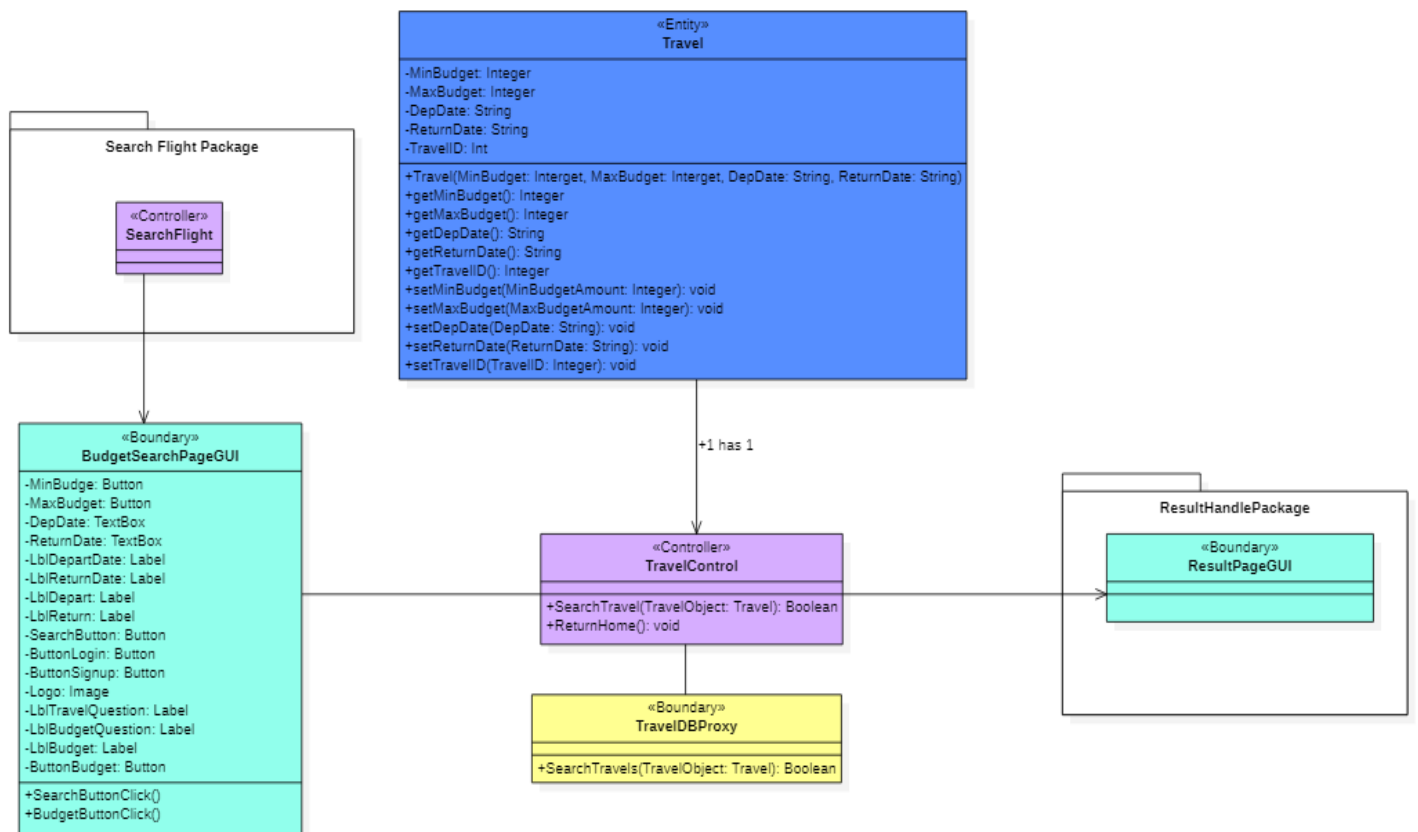 «Entity»
Travel
-MinBudget: Integer
-MaxBudget: Integer
-DepDate: String
-ReturnDate: String
-TravelID: Int
+Travel(MinBudget: Interget, MaxBudget: Interget, DepDate: String, ReturnDate: String)
+getMinBudget(): Integer
+getMaxBudget(): Integer
+getDepDate(): String
+getReturnDate(): String
+getTravelID(): Integer
+setMinBudget(MinBudgetAmount: Integer): void
+setMaxBudget(MaxBudgetAmount: Integer): void
+setDepDate(DepDate: String): void
+setReturnDate(ReturnDate: String): void
+setTravelID(TravelID: Integer): void
Search Flight Package
«Controller»
SearchFlight
«Boundary»
BudgetSearchPageGUI
-MinBudge: Button
-MaxBudget: Button
-DepDate: TextBox
-ReturnDate: TextBox
-LblDepartDate: Label
-LblReturnDate: Label
-LblDepart: Label
-LblReturn: Label
-SearchButton: Button
-ButtonLogin: Button
-ButtonSignup: Button
-Logo: Image
-LblTravelQuestion: Label
-LblBudgetQuestion: Label
-LblBudget: Label
-ButtonBudget: Button
+SearchButtonClick()
+BudgetButtonClick()
+1 has 1
«Controller»
TravelControl
+SearchTravel(TravelObject: Travel): Boolean
+ReturnHome(): void
«Boundary»
TravelDBProxy
+SearchTravels(TravelObject: Travel): Boolean
ResultHandlePackage
«Boundary»
ResultPageGUI